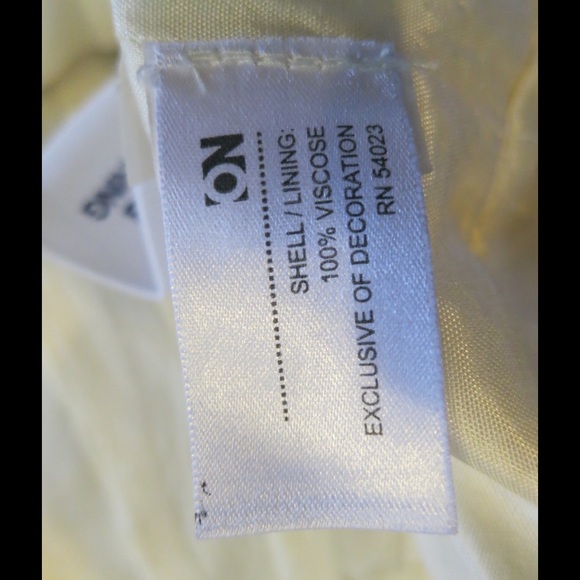 ON
SHELL / LINING:
100% VISCOSE
EXCLUSIVE OF DECORATION
RN 54023